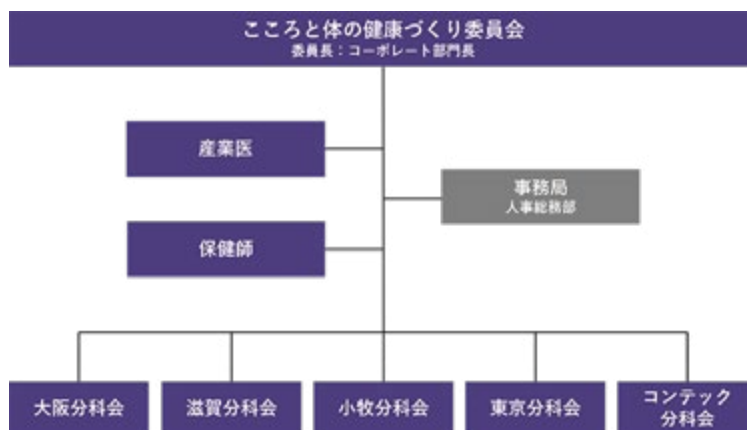 こころと体の健康づくり委員会
委員長：コーポレート部門長
産業医
事務局
人事総務部
保健師
大阪分科会
滋賀分科会
小牧分科会
東京分科会
コンテック
分科会